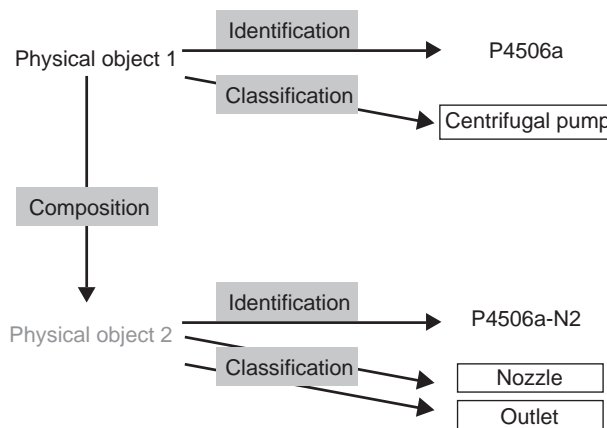 Identification
Physical object 1
P4506a
Classification
Centrifugal pump
Composition
Identification
P4506a-N2
Physical object 2
Classification
Nozzle
Outlet